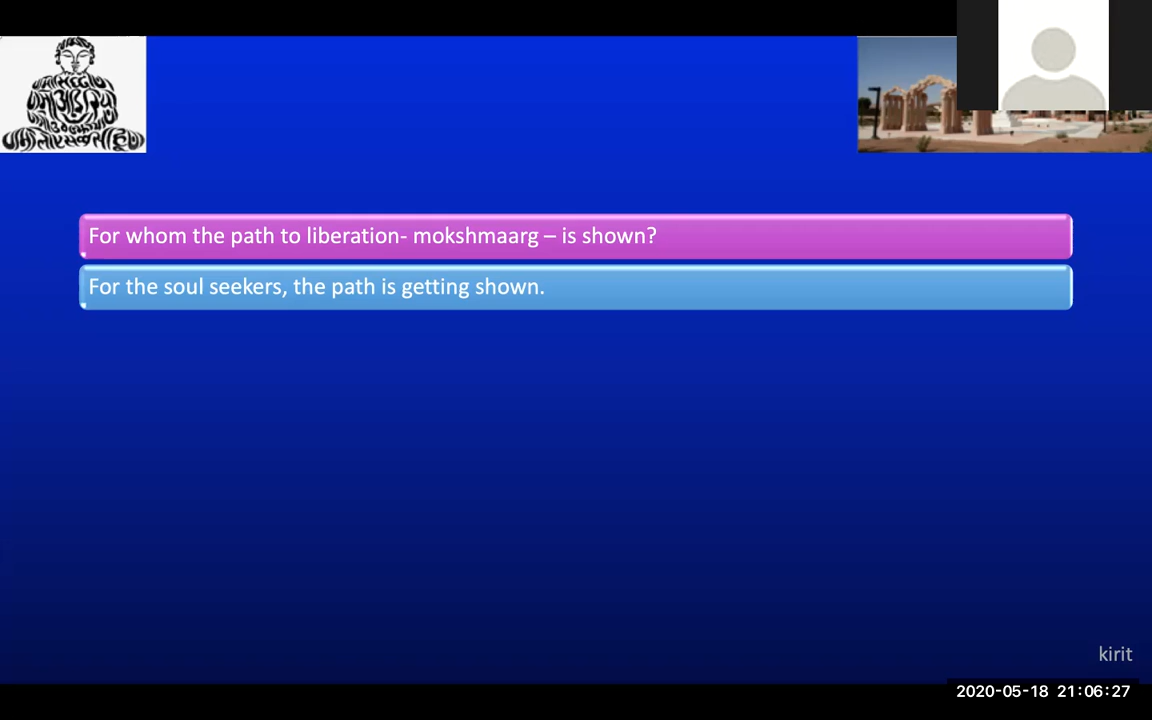 For whom the path to liberation- mokshmaarg – is shown?
For the soul seekers, the path is getting shown.
kirit
2020-05-18 21:06:27